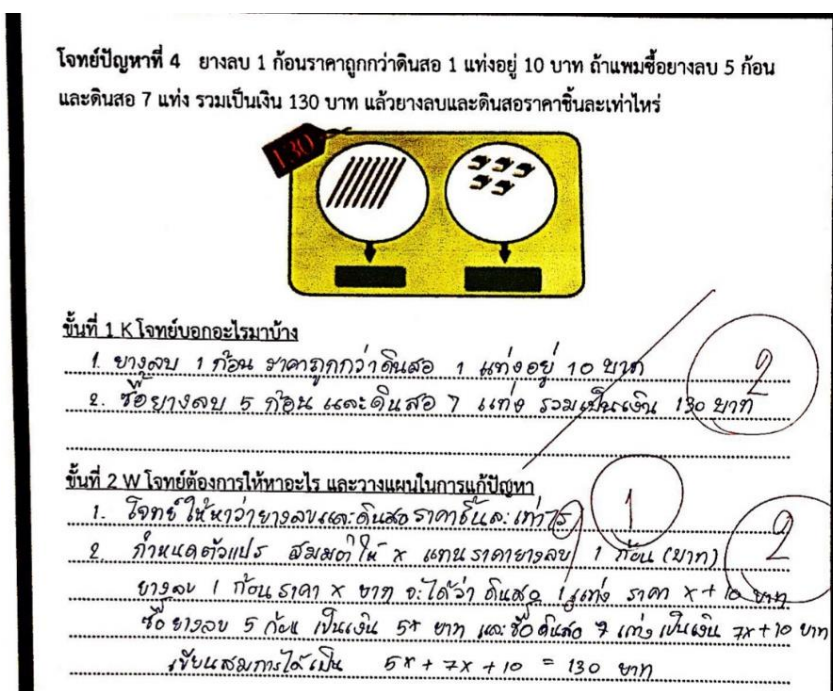 โจทย์ปัญหาที่ 4 ยางลบ 1 ก้อนราคาถูกกว่าดินสอ 1 แท่งอยู่ 10 บาท ถ้าแพมซื้อยางลบ 5 ก้อน
และดินสอ 7 แท่ง รวมเป็นเงิน 130 บาท แล้วยางลบและดินสอราคาชิ้นละเท่าไหร่
130
ขั้นที่ 1 K โจทย์บอกอะไรมาบ้าง
1. ยางลบ 1 ก้อน ราคาถูกกว่าดินสอ 1 แท่งอยู่ 10 บาท
2
2. ซื้อยางลบ 5 ก้อน และดินสอ 7 แท่ง รวมเป็นเงิน 130 บาท
ขั้นที่ 2 W โจทย์ต้องการให้หาอะไร และวางแผนในการแก้ปัญหา
1. โจทย์ให้หาว่ายางลบและดินสอราคาชิ้นละเท่าไร
1
2. กำหนดตัวแปร สมมติให้ x แทนราคายางลบ 1 ก้อน (บาท)
2
ยางลบ 1 ก้อน ราคา x บาท จะได้ว่า ดินสอ 1 แท่ง ราคา x + 10 บาท
ซื้อยางลบ 5 ก้อน เป็นเงิน 5x บาท และซื้อดินสอ 7 แท่ง เป็นเงิน 7x + 10 บาท
เขียนสมการได้เป็น 5x + 7x + 10 = 130 บาท